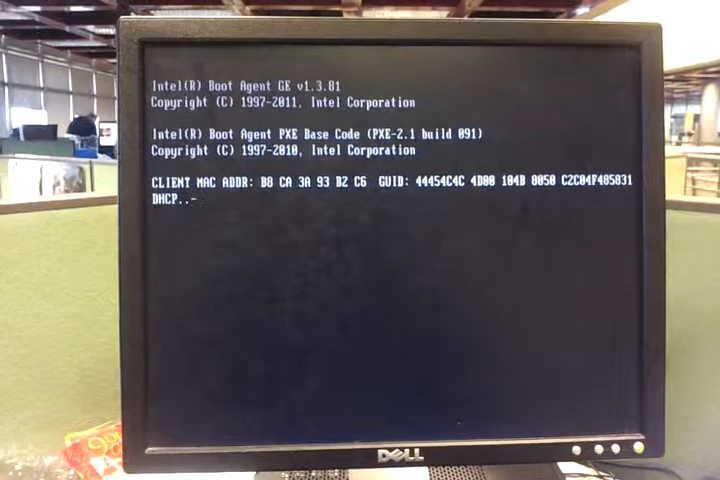 Intel(R) Boot Agent GE v1.3.81
Copyright (C) 1997-2011, Intel Corporation
Intel(R) Boot Agent PXE Base Code (PXE-2.1 build 091)
Copyright (C) 1997-2010, Intel Corporation
CLIENT MAC ADDR: B8 CA 3A 93 B2 C6 GUID: 44454C4C 4D00 104B 8050 C2C04F485831
DHCP..-
DELL